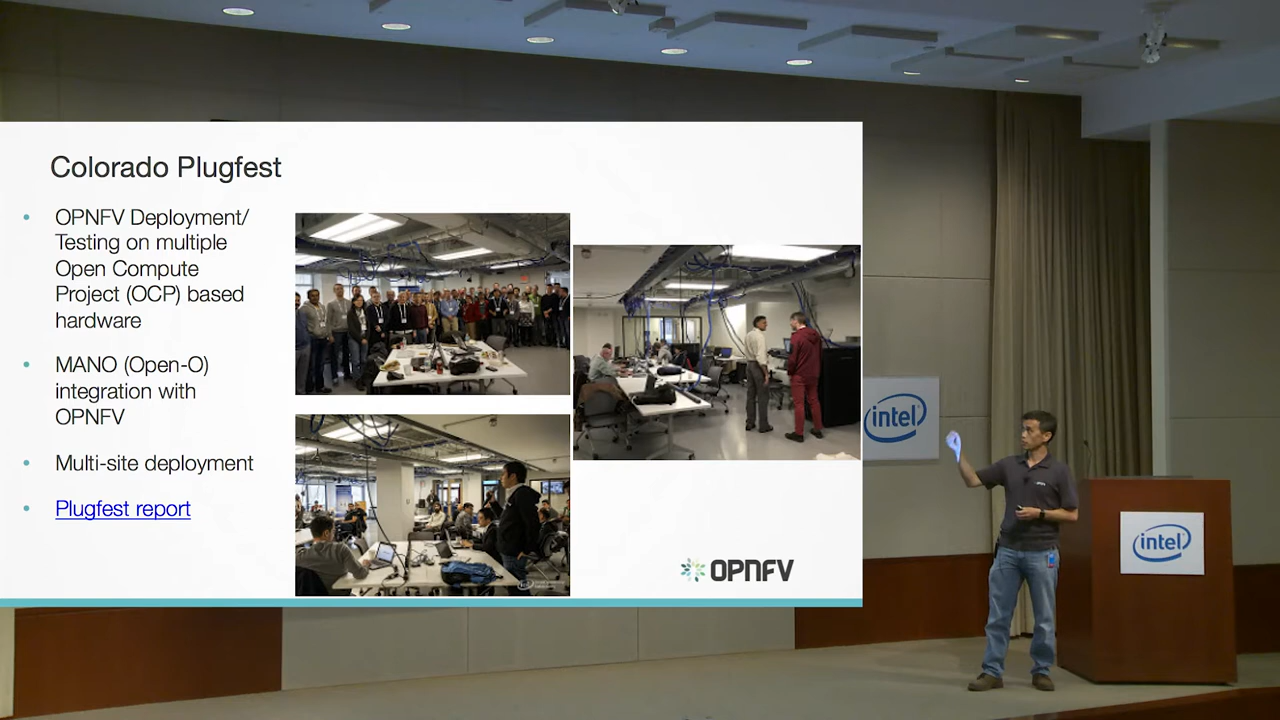 Colorado Plugfest
• OPNFV Deployment/
Testing on multiple
Open Compute
Project (OCP) based
hardware
• MANO (Open-O)
integration with
OPNFV
• Multi-site deployment
• Plugfest report
OPNFV
intel
intel